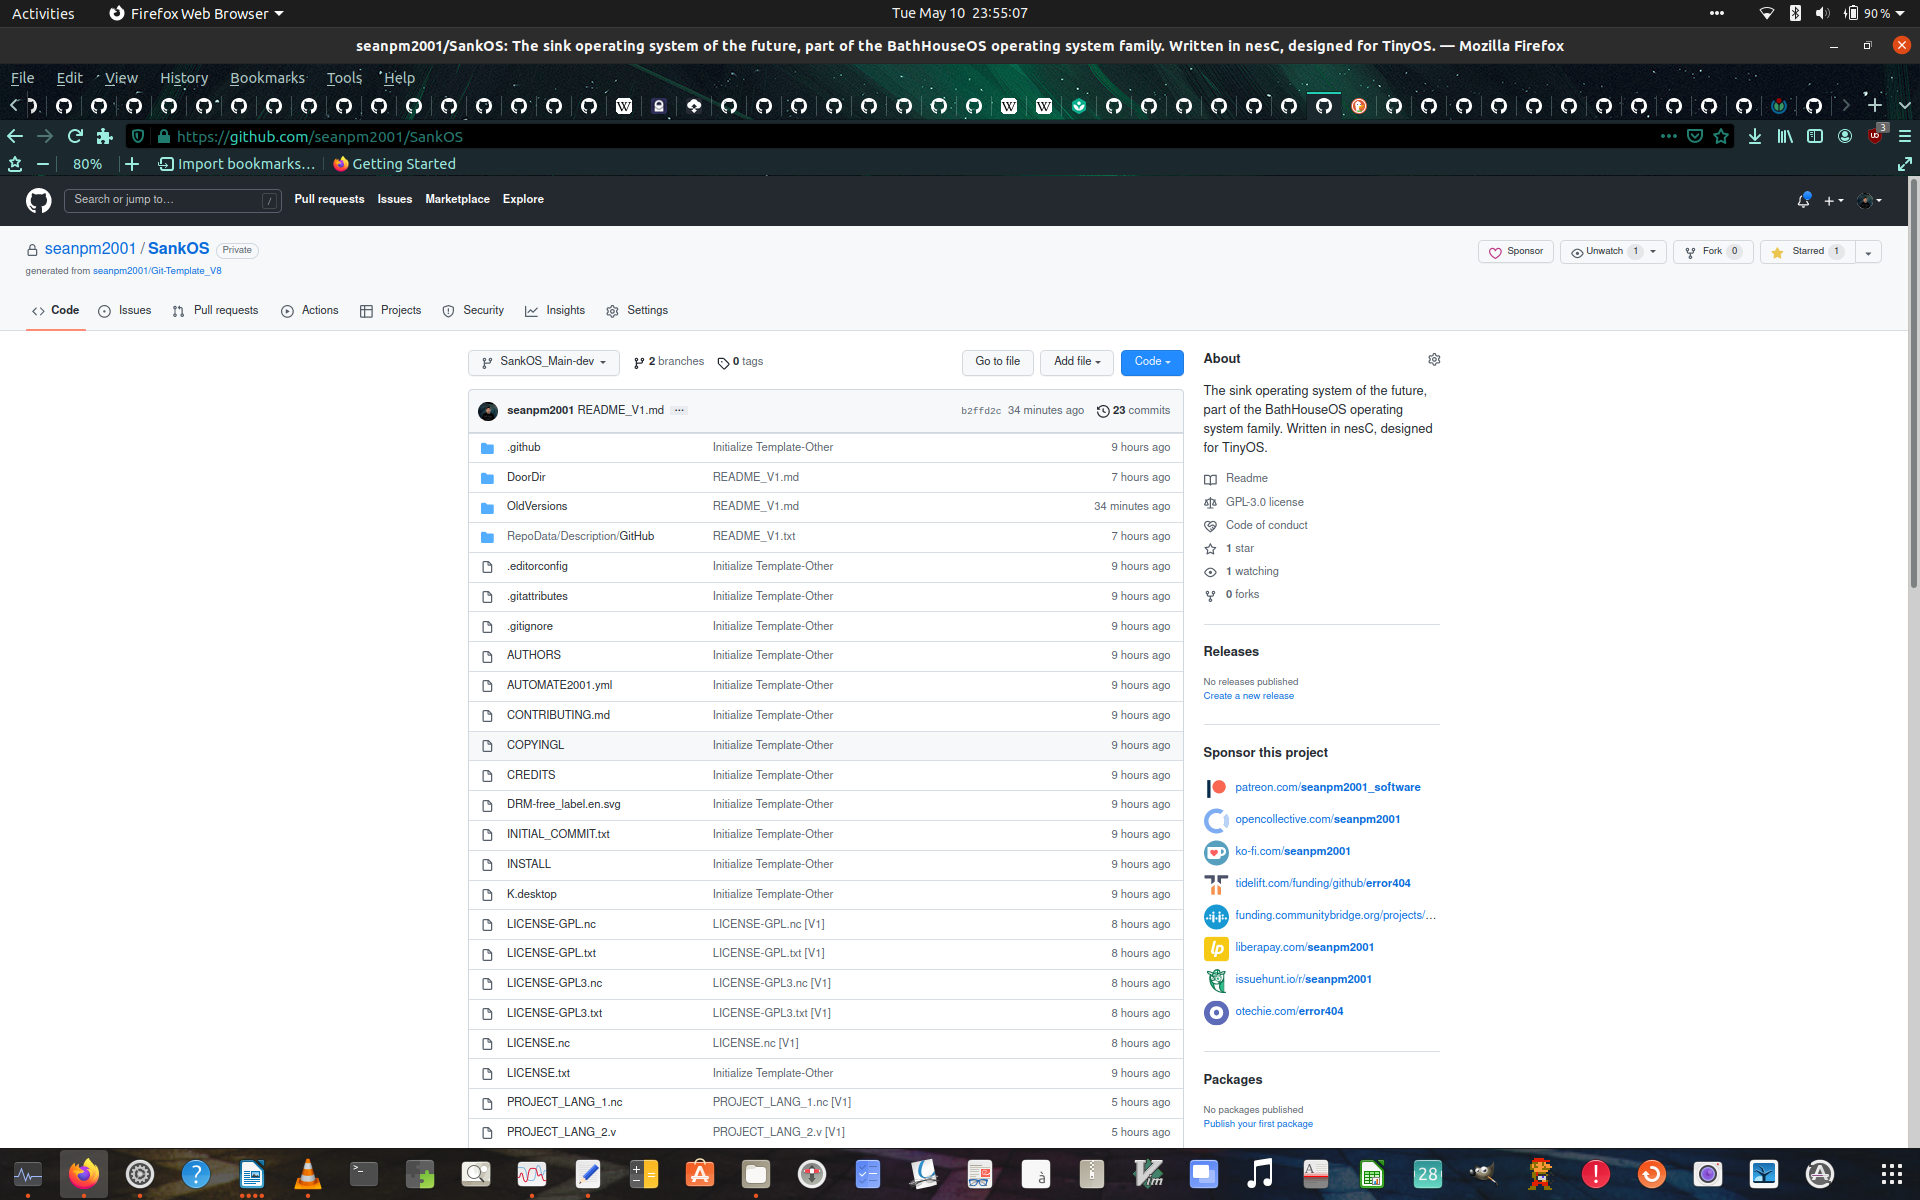 Activities Firefox Web Browser Tue May 10 23:55:07 90 %
seanpm2001/SankOS: The sink operating system of the future, part of the BathHouseOS operating system family. Written in nesC, designed for TinyOS. — Mozilla Firefox
File Edit View History Bookmarks Tools Help
https://github.com/seanpm2001/SankOS 3
80% Import bookmarks... Getting Started
Search or jump to... / Pull requests Issues Marketplace Explore
seanpm2001 / SankOS Private Sponsor Unwatch 1 Fork 0 Starred 1
generated from seanpm2001/Git-Template_V8
Code Issues Pull requests Actions Projects Security Insights Settings
SankOS_Main-dev 2 branches 0 tags Go to file Add file Code
seanpm2001 README_V1.md ... b2ffd2c 34 minutes ago 23 commits
.github Initialize Template-Other 9 hours ago
DoorDir README_V1.md 7 hours ago
OldVersions README_V1.md 34 minutes ago
RepoData/Description/GitHub README_V1.txt 7 hours ago
.editorconfig Initialize Template-Other 9 hours ago
.gitattributes Initialize Template-Other 9 hours ago
.gitignore Initialize Template-Other 9 hours ago
AUTHORS Initialize Template-Other 9 hours ago
AUTOMATE2001.yml Initialize Template-Other 9 hours ago
CONTRIBUTING.md Initialize Template-Other 9 hours ago
COPYINGL Initialize Template-Other 9 hours ago
CREDITS Initialize Template-Other 9 hours ago
DRM-free_label.en.svg Initialize Template-Other 9 hours ago
INITIAL_COMMIT.txt Initialize Template-Other 9 hours ago
INSTALL Initialize Template-Other 9 hours ago
K.desktop Initialize Template-Other 9 hours ago
LICENSE-GPL.nc LICENSE-GPL.nc [V1] 8 hours ago
LICENSE-GPL.txt LICENSE-GPL.txt [V1] 8 hours ago
LICENSE-GPL3.nc LICENSE-GPL3.nc [V1] 8 hours ago
LICENSE-GPL3.txt LICENSE-GPL3.txt [V1] 8 hours ago
LICENSE.nc LICENSE.nc [V1] 8 hours ago
LICENSE.txt Initialize Template-Other 9 hours ago
PROJECT_LANG_1.nc PROJECT_LANG_1.nc [V1] 5 hours ago
PROJECT_LANG_2.v PROJECT_LANG_2.v [V1] 5 hours ago
About
The sink operating system of the future,
part of the BathHouseOS operating
system family. Written in nesC, designed
for TinyOS.
Readme
GPL-3.0 license
Code of conduct
1 star
1 watching
0 forks
Releases
No releases published
Create a new release
Sponsor this project
patreon.com/seanpm2001_software
opencollective.com/seanpm2001
ko-fi.com/seanpm2001
tidelift.com/funding/github/error404
funding.communitybridge.org/projects/...
liberapay.com/seanpm2001
issuehunt.io/r/seanpm2001
otechie.com/error404
Packages
No packages published
Publish your first package
28